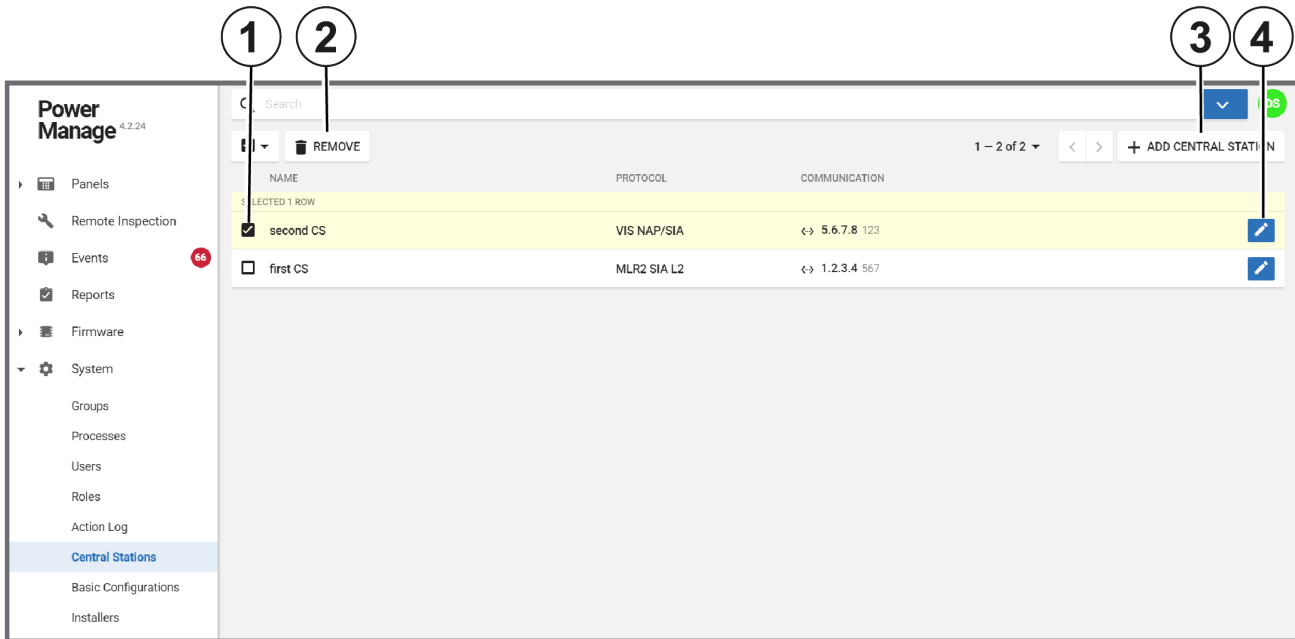 1 2 3 4
Power
Manage 4.2.24
Search
REMOVE
1 – 2 of 2
ADD CENTRAL STATION
NAME PROTOCOL COMMUNICATION
SELECTED 1 ROW
second CS VIS NAP/SIA 5.6.7.8 123
first CS MLR2 SIA L2 1.2.3.4 567
Panels
Remote Inspection
Events 66
Reports
Firmware
System
Groups
Processes
Users
Roles
Action Log
Central Stations
Basic Configurations
Installers